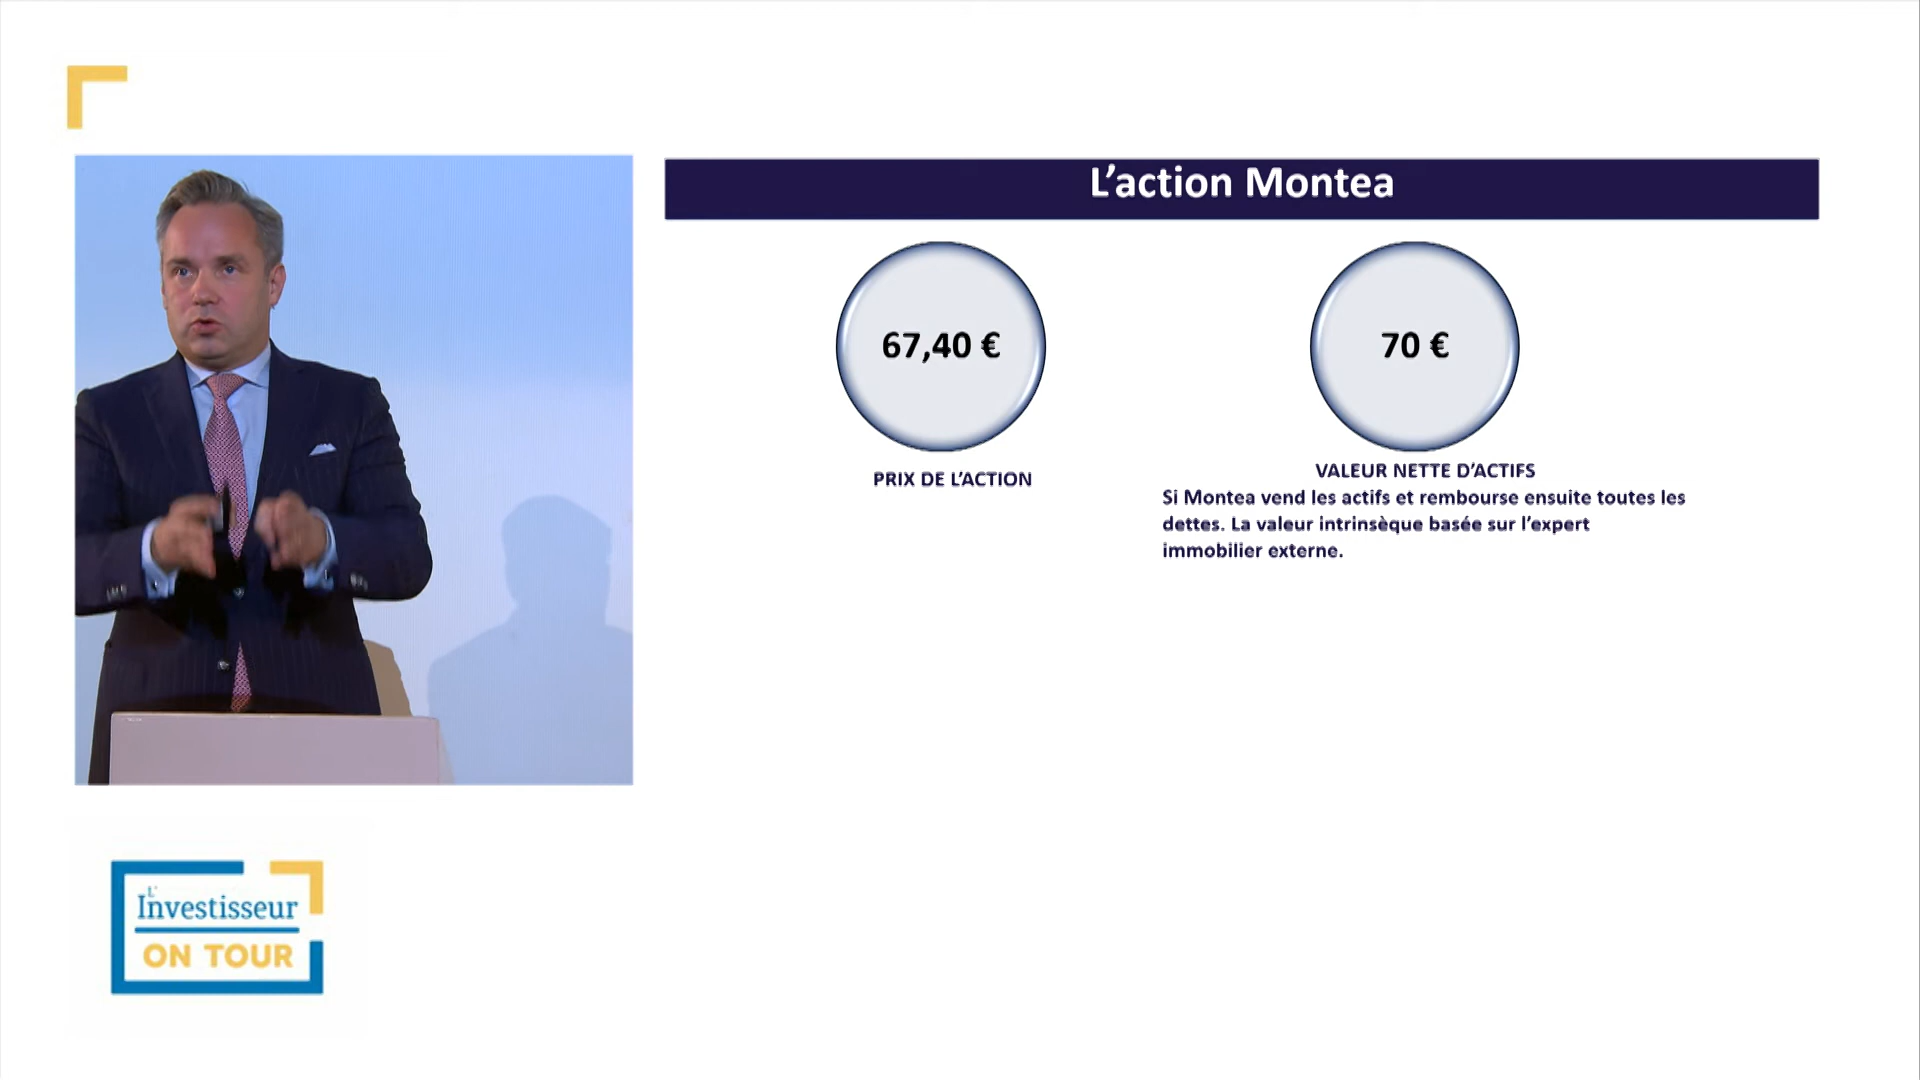 L’action Montea
67,40 €
70 €
PRIX DE L’ACTION
VALEUR NETTE D’ACTIFS
Si Montea vend les actifs et rembourse ensuite toutes les
dettes. La valeur intrinsèque basée sur l’expert
immobilier externe.
L'
Investisseur
ON TOUR